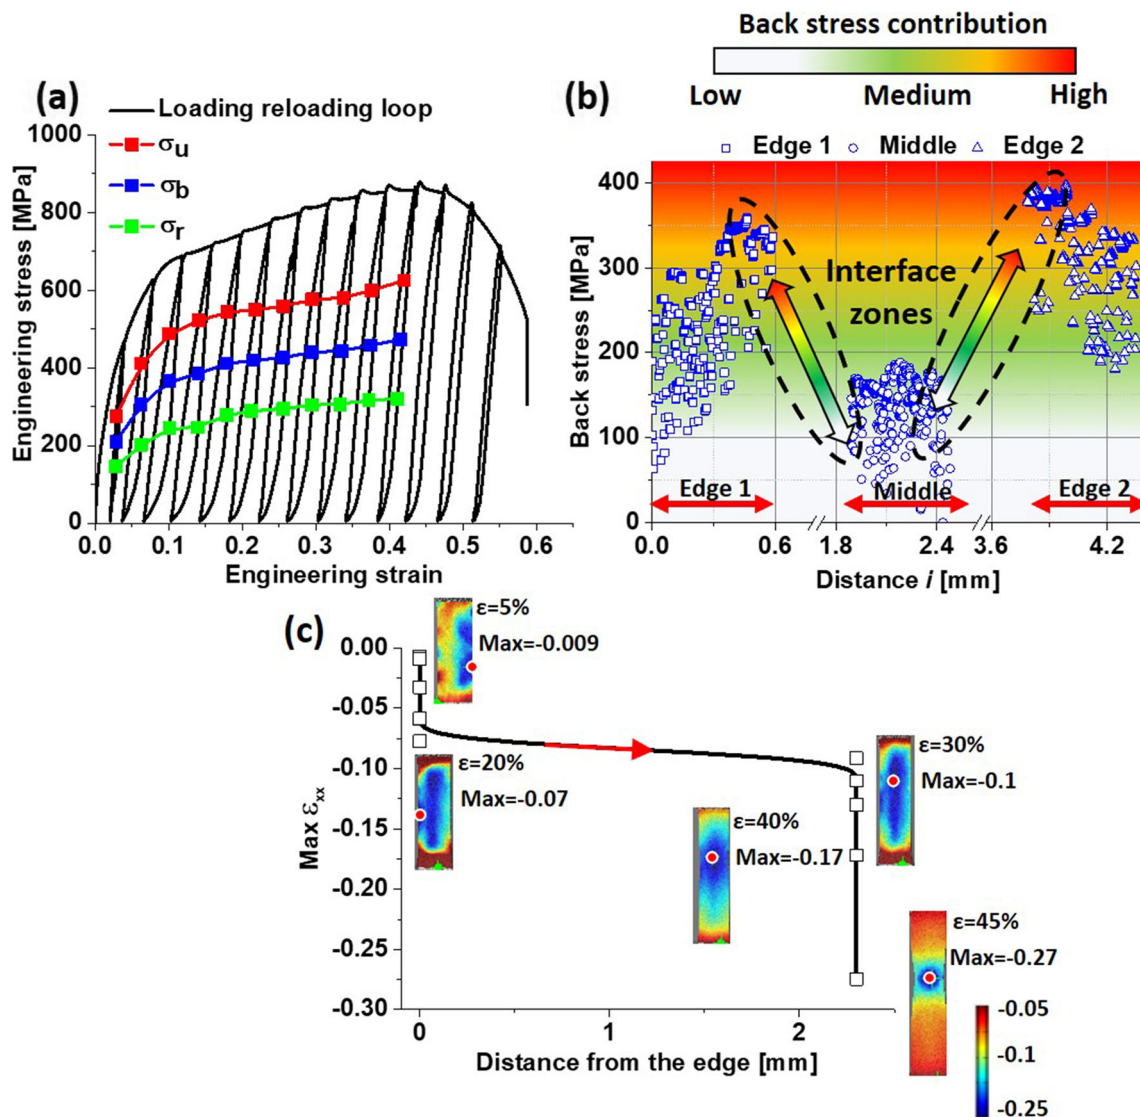 Back stress contribution
Low Medium High
(a)
Loading reloading loop
σu
σb
σr
Engineering stress [MPa]
1000
800
600
400
200
0
0.0 0.1 0.2 0.3 0.4 0.5 0.6
Engineering strain
(b)
Edge 1 Middle Edge 2
Back stress [MPa]
400
300
200
100
0
Interface
zones
Edge 1 Middle Edge 2
0.0 0.6 1.8 2.4 3.6 4.2
Distance i [mm]
(c)
Max εxx
0.00
-0.05
-0.10
-0.15
-0.20
-0.25
-0.30
ε=5%
Max=-0.009
ε=20%
Max=-0.07
ε=30%
Max=-0.1
ε=40%
Max=-0.17
ε=45%
Max=-0.27
-0.05
-0.1
-0.25
0 1 2
Distance from the edge [mm]